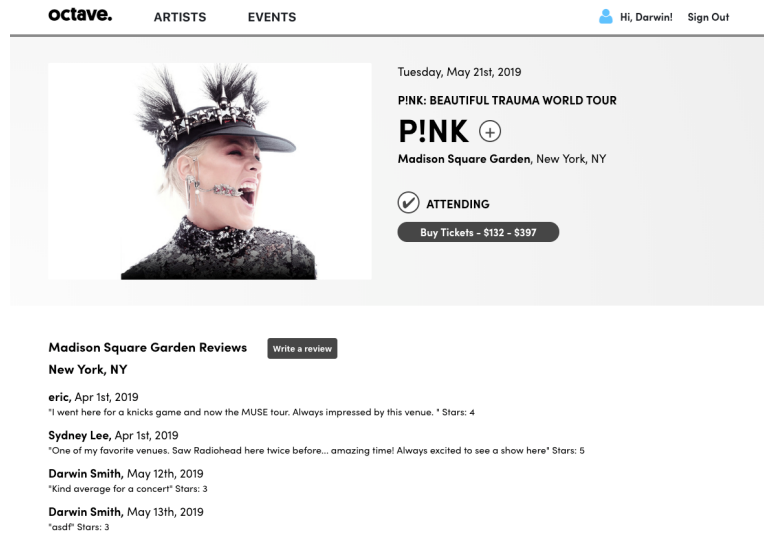 octave.
ARTISTS
EVENTS
Hi, Darwin!
Sign Out
Tuesday, May 21st, 2019
P!NK: BEAUTIFUL TRAUMA WORLD TOUR
P!NK
Madison Square Garden, New York, NY
ATTENDING
Buy Tickets - $132 - $397
Madison Square Garden Reviews
Write a review
New York, NY
eric, Apr 1st, 2019
"I went here for a knicks game and now the MUSE tour. Always impressed by this venue. " Stars: 4
Sydney Lee, Apr 1st, 2019
"One of my favorite venues. Saw Radiohead here twice before... amazing time! Always excited to see a show here" Stars: 5
Darwin Smith, May 12th, 2019
"Kind average for a concert" Stars: 3
Darwin Smith, May 13th, 2019
"asdf" Stars: 3